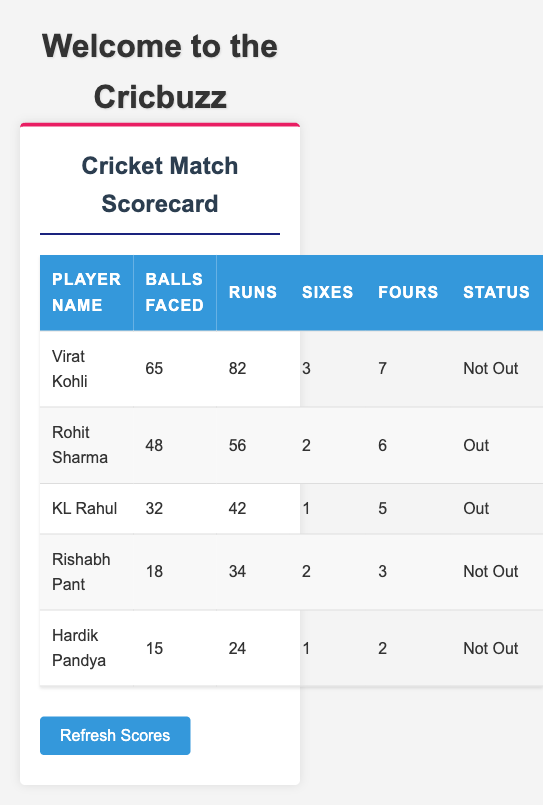 Welcome to the
Cricbuzz
Cricket Match
Scorecard
PLAYER NAME BALLS FACED RUNS SIXES FOURS STATUS
Virat Kohli 65 82 3 7 Not Out
Rohit Sharma 48 56 2 6 Out
KL Rahul 32 42 1 5 Out
Rishabh Pant 18 34 2 3 Not Out
Hardik Pandya 15 24 1 2 Not Out
Refresh Scores